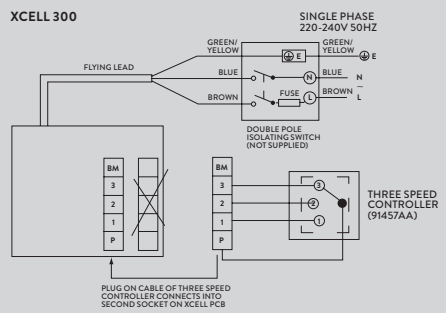 XCELL 300
SINGLE PHASE
220-240V 50HZ
GREEN/
YELLOW
GREEN/
YELLOW
E
E
FLYING LEAD
BLUE
N
BLUE
N
~
BROWN
FUSE
L
BROWN
L
DOUBLE POLE
ISOLATING SWITCH
(NOT SUPPLIED)
BM
3
2
1
P
BM
3
2
1
P
3
2
1
THREE SPEED
CONTROLLER
(91457AA)
PLUG ON CABLE OF THREE SPEED
CONTROLLER CONNECTS INTO
SECOND SOCKET ON XCELL PCB